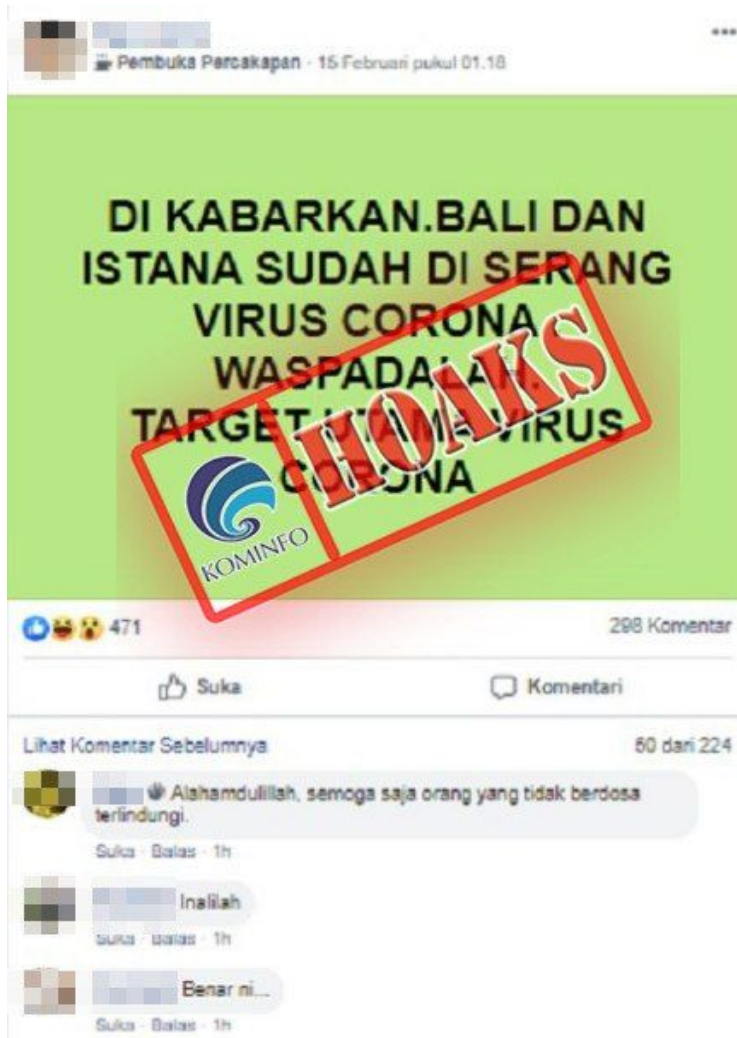 Pembuka Percakapan · 15 Februari pukul 01.18
DI KABARKAN.BALI DAN
ISTANA SUDAH DI SERANG
VIRUS CORONA
WASPADALAH.
TARGET UTAMA VIRUS
CORONA
HOAKS
KOMINFO
471
298 Komentar
Suka
Komentari
Lihat Komentar Sebelumnya
50 dari 224
Alahamdulillah, semoga saja orang yang tidak berdosa
terlindungi.
Suka · Balas · 1h
Inalilah
Suka · Balas · 1h
Benar ni...
Suka · Balas · 1h